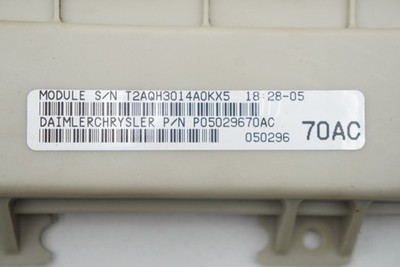 MODULE S/N T2AQH3014A0KX5 18:28-05
DAIMLERCHRYSLER P/N P05029670AC
050296 70AC